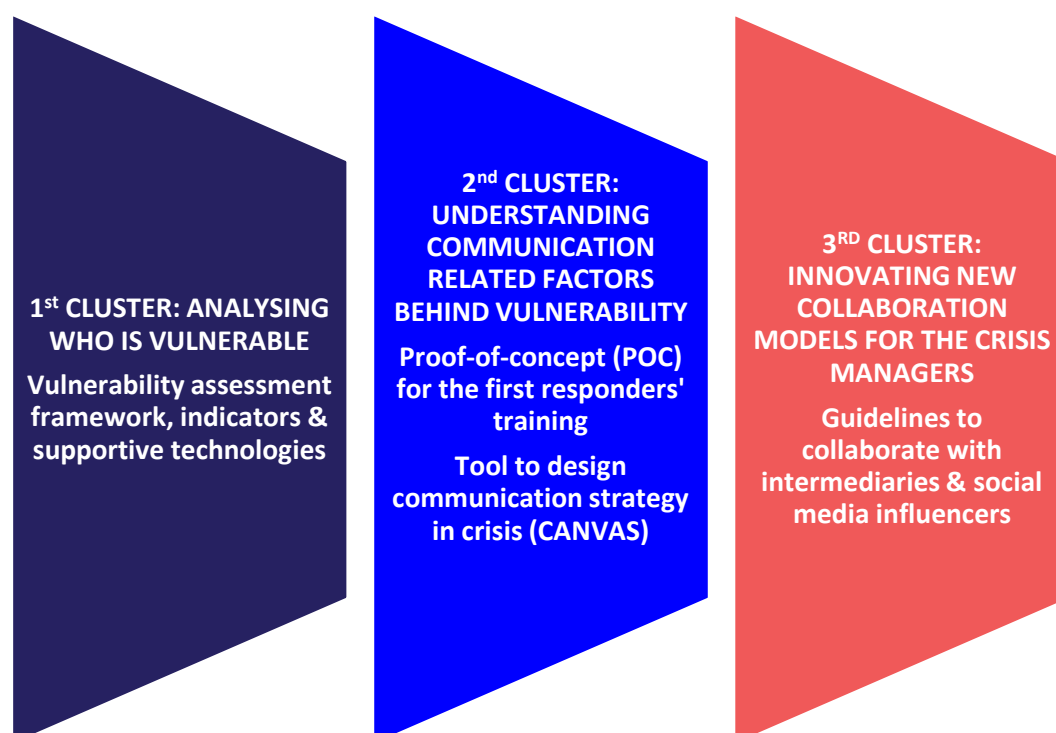 1st CLUSTER: ANALYSING
WHO IS VULNERABLE
Vulnerability assessment
framework, indicators &
supportive technologies
2nd CLUSTER:
UNDERSTANDING
COMMUNICATION
RELATED FACTORS
BEHIND VULNERABILITY
Proof-of-concept (POC)
for the first responders'
training
Tool to design
communication strategy
in crisis (CANVAS)
3RD CLUSTER:
INNOVATING NEW
COLLABORATION
MODELS FOR THE CRISIS
MANAGERS
Guidelines to
collaborate with
intermediaries & social
media influencers